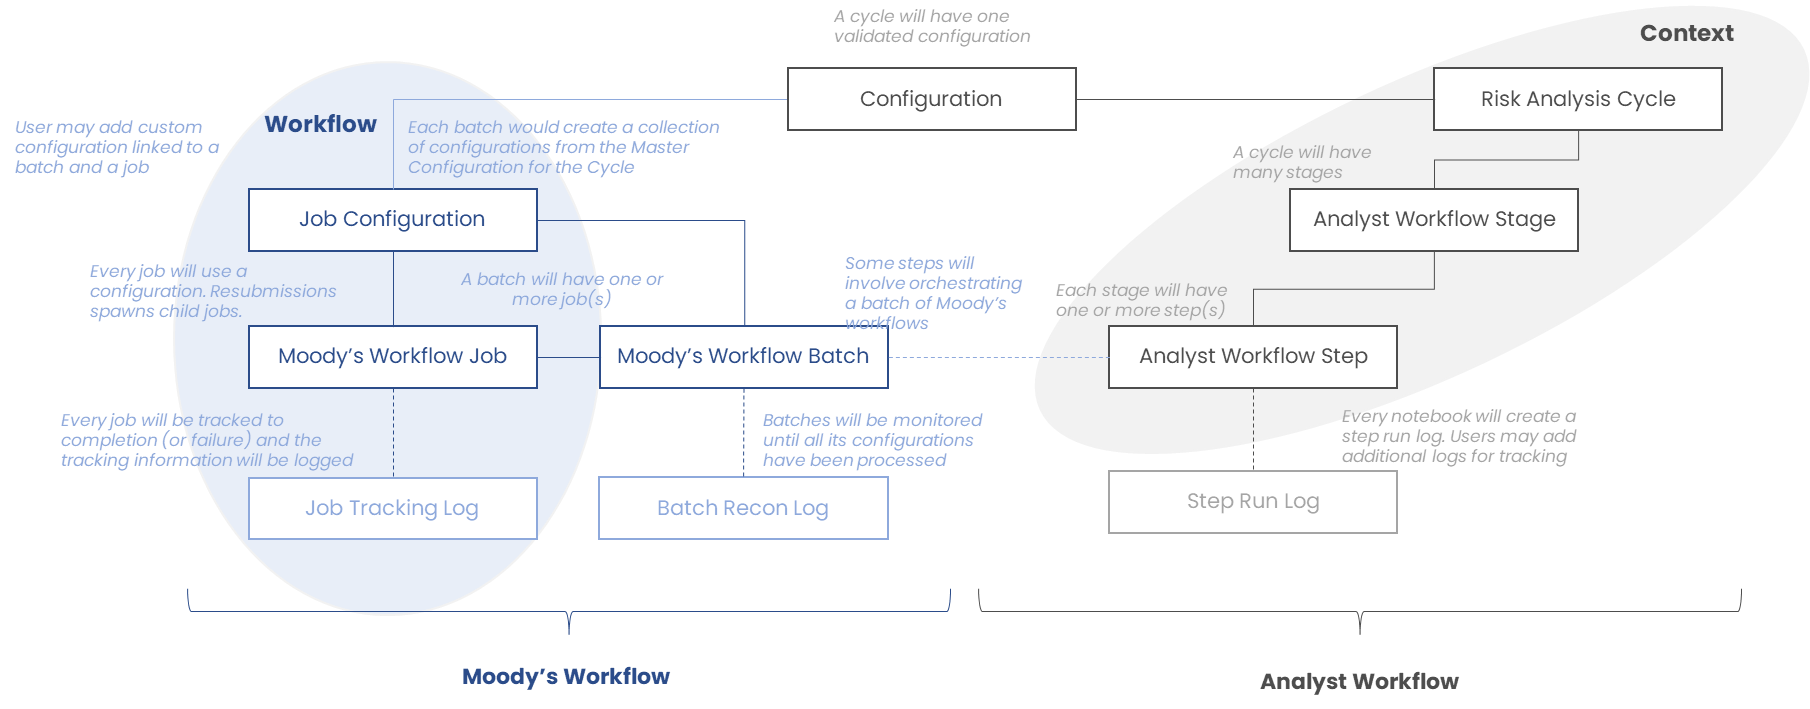 A cycle will have one
validated configuration
Context
Configuration
Risk Analysis Cycle
Workflow
User may add custom
configuration linked to a
batch and a job
Each batch would create a collection
of configurations from the Master
Configuration for the Cycle
A cycle will have
many stages
Job Configuration
Analyst Workflow Stage
Every job will use a
configuration. Resubmissions
spawns child jobs.
A batch will have one or
more job(s)
Some steps will
involve orchestrating
a batch of Moody's
workflows
Each stage will have
one or more step(s)
Moody's Workflow Job
Moody's Workflow Batch
Analyst Workflow Step
Every job will be tracked to
completion (or failure) and the
tracking information will be logged
Batches will be monitored
until all its configurations
have been processed
Every notebook will create a
step run log. Users may add
additional logs for tracking
Job Tracking Log
Batch Recon Log
Step Run Log
Moody's Workflow
Analyst Workflow